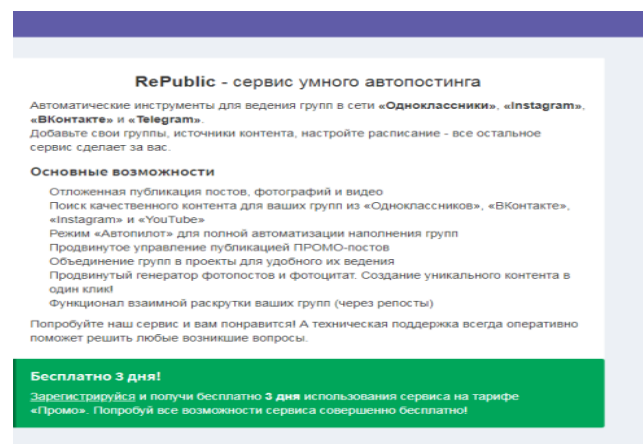 RePublic - сервис умного автопостинга
Автоматические инструменты для ведения групп в сети «Одноклассники», «Instagram»,
«ВКонтакте» и «Telegram».
Добавьте свои группы, источники контента, настройте расписание - все остальное
сервис сделает за вас.
Основные возможности
Отложенная публикация постов, фотографий и видео
Поиск качественного контента для ваших групп из «Одноклассников», «ВКонтакте»,
«Instagram» и «YouTube»
Режим «Автопилот» для полной автоматизации наполнения групп
Продвинутое управление публикацией ПРОМО-постов
Объединение групп в проекты для удобного их ведения
Продвинутый генератор фотопостов и фотоцитат. Создание уникального контента в
один клик!
Функционал взаимной раскрутки ваших групп (через репосты)
Попробуйте наш сервис и вам понравится! А техническая поддержка всегда оперативно
поможет решить любые возникшие вопросы.
Бесплатно 3 дня!
Зарегистрируйся и получи бесплатно 3 дня использования сервиса на тарифе
«Промо». Попробуй все возможности сервиса совершенно бесплатно!